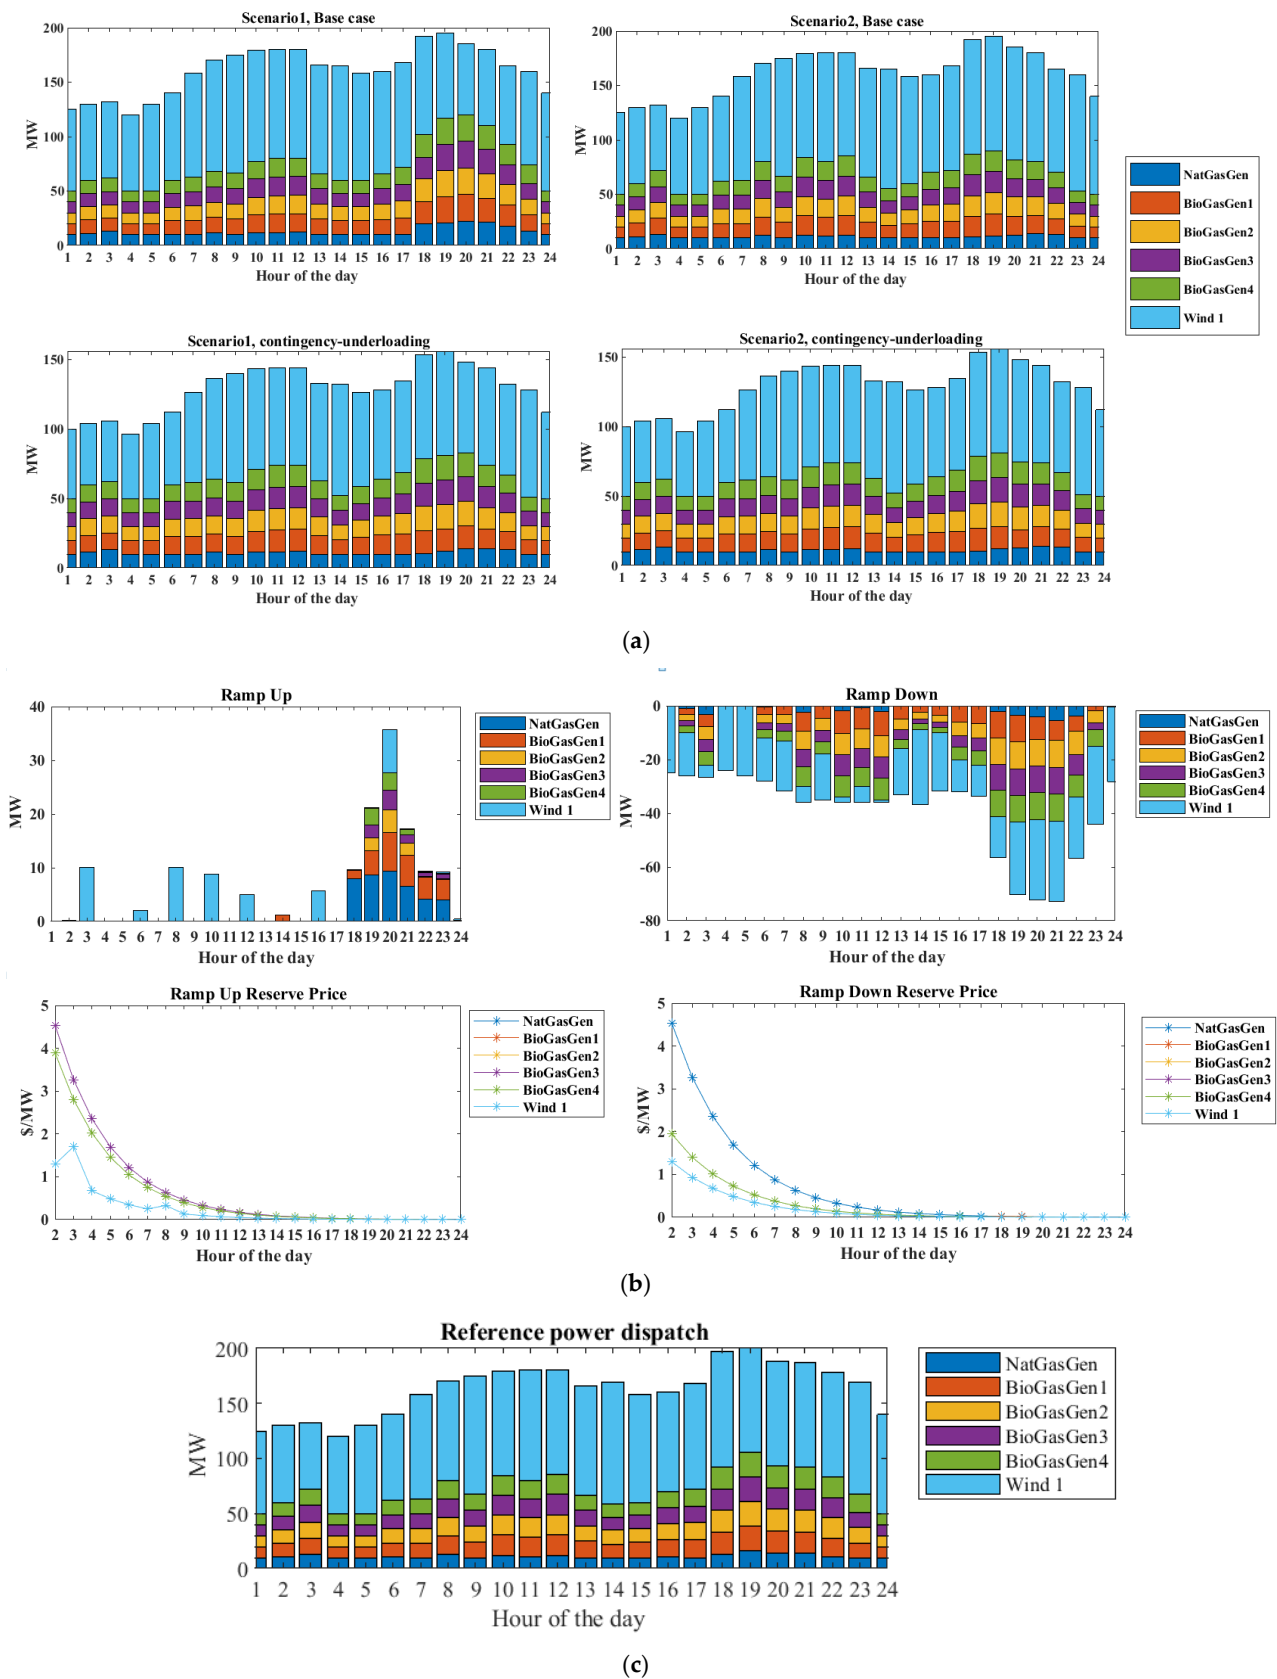 Scenario1, Base case
200
150
100
50
0
MW
1 2 3 4 5 6 7 8 9 10 11 12 13 14 15 16 17 18 19 20 21 22 23 24
Hour of the day
Scenario2, Base case
200
150
100
50
0
MW
1 2 3 4 5 6 7 8 9 10 11 12 13 14 15 16 17 18 19 20 21 22 23 24
Hour of the day
NatGasGen
BioGasGen1
BioGasGen2
BioGasGen3
BioGasGen4
Wind 1
Scenario1, contingency-underloading
150
100
50
0
MW
1 2 3 4 5 6 7 8 9 10 11 12 13 14 15 16 17 18 19 20 21 22 23 24
Hour of the day
Scenario2, contingency-underloading
150
100
50
0
MW
1 2 3 4 5 6 7 8 9 10 11 12 13 14 15 16 17 18 19 20 21 22 23 24
Hour of the day
(a)
Ramp Up
40
30
20
10
0
MW
1 2 3 4 5 6 7 8 9 10 11 12 13 14 15 16 17 18 19 20 21 22 23 24
Hour of the day
NatGasGen
BioGasGen1
BioGasGen2
BioGasGen3
BioGasGen4
Wind 1
Ramp Down
0
-20
-40
-60
-80
MW
1 2 3 4 5 6 7 8 9 10 11 12 13 14 15 16 17 18 19 20 21 22 23 24
Hour of the day
NatGasGen
BioGasGen1
BioGasGen2
BioGasGen3
BioGasGen4
Wind 1
Ramp Up Reserve Price
5
4
3
2
1
0
$/MW
2 3 4 5 6 7 8 9 10 11 12 13 14 15 16 17 18 19 20 21 22 23 24
Hour of the day
NatGasGen
BioGasGen1
BioGasGen2
BioGasGen3
BioGasGen4
Wind 1
Ramp Down Reserve Price
5
4
3
2
1
0
$/MW
2 3 4 5 6 7 8 9 10 11 12 13 14 15 16 17 18 19 20 21 22 23 24
Hour of the day
NatGasGen
BioGasGen1
BioGasGen2
BioGasGen3
BioGasGen4
Wind 1
(b)
Reference power dispatch
200
150
100
50
0
MW
1 2 3 4 5 6 7 8 9 10 11 12 13 14 15 16 17 18 19 20 21 22 23 24
Hour of the day
NatGasGen
BioGasGen1
BioGasGen2
BioGasGen3
BioGasGen4
Wind 1
(c)